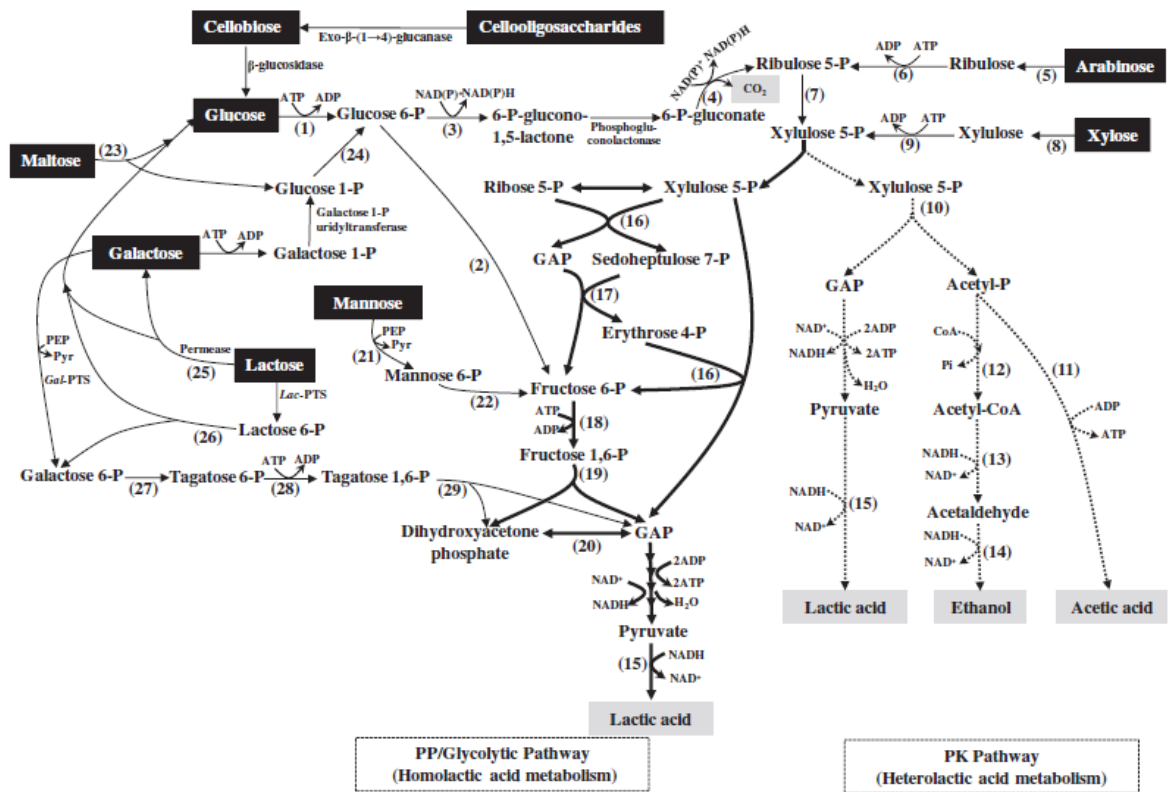 Cellobiose
Cellooligosaccharides
Exo-β-(1→4)-glucanase
β-glucosidase
Glucose
ATP
ADP
(1)
Glucose 6-P
NAD(P)⁺
NAD(P)H
(3)
6-P-glucono-
1,5-lactone
Phosphoglu-
conolactonase
6-P-gluconate
NAD(P)⁺
NAD(P)H
(4)
CO₂
Ribulose 5-P
ADP
ATP
(6)
Ribulose
(5)
Arabinose
(7)
Xylulose 5-P
ADP
ATP
(9)
Xylulose
(8)
Xylose
Maltose
(23)
(24)
Glucose 1-P
Galactose 1-P
uridyltransferase
Galactose
ATP
ADP
Galactose 1-P
(2)
Ribose 5-P
Xylulose 5-P
(16)
GAP
Sedoheptulose 7-P
(17)
Erythrose 4-P
(16)
Xylulose 5-P
(10)
GAP
Acetyl-P
NAD⁺
2ADP
NADH
2ATP
H₂O
CoA
Pi
(12)
(11)
Pyruvate
Acetyl-CoA
ADP
ATP
NADH
NAD⁺
(13)
NADH
NAD⁺
(15)
Acetaldehyde
NADH
NAD⁺
(14)
Lactic acid
Ethanol
Acetic acid
PEP
Pyr
Gal-PTS
Permease
(25)
Lactose
Lac-PTS
Lactose 6-P
(26)
Mannose
PEP
Pyr
(21)
Mannose 6-P
(22)
Fructose 6-P
ATP
ADP
(18)
Fructose 1,6-P
(19)
Galactose 6-P
(27)
Tagatose 6-P
ATP
ADP
(28)
Tagatose 1,6-P
(29)
Dihydroxyacetone
phosphate
(20)
GAP
2ADP
2ATP
NAD⁺
NADH
H₂O
Pyruvate
(15)
NADH
NAD⁺
Lactic acid
PP/Glycolytic Pathway
(Homolactic acid metabolism)
PK Pathway
(Heterolactic acid metabolism)